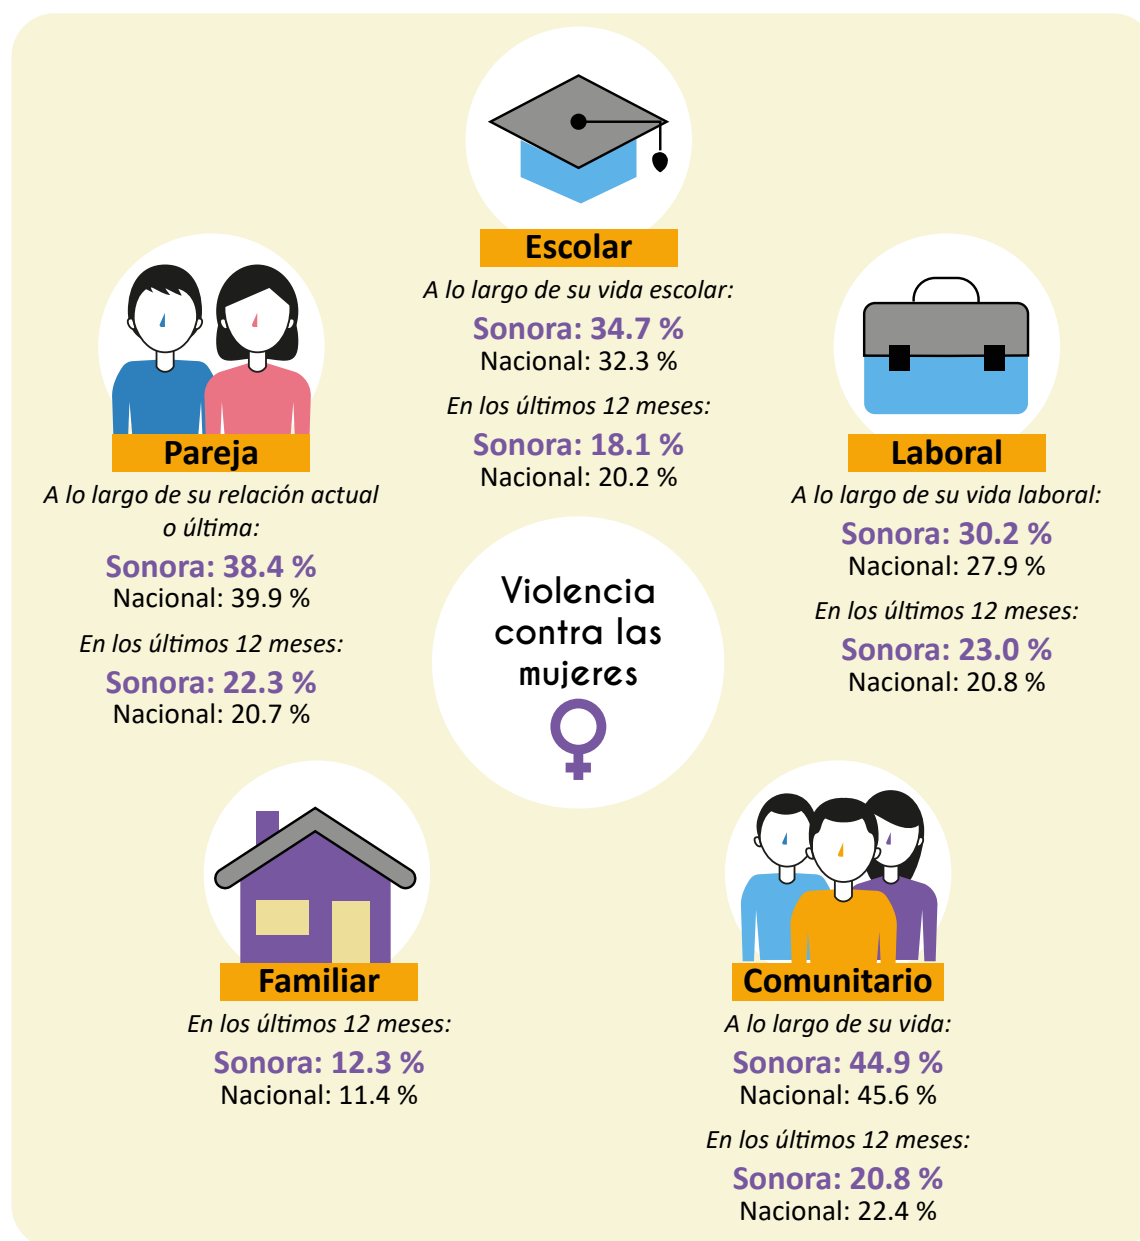 Escolar
A lo largo de su vida escolar:
Sonora: 34.7 %
Nacional: 32.3 %
En los últimos 12 meses:
Sonora: 18.1 %
Nacional: 20.2 %
Pareja
A lo largo de su relación actual
o última:
Sonora: 38.4 %
Nacional: 39.9 %
En los últimos 12 meses:
Sonora: 22.3 %
Nacional: 20.7 %
Laboral
A lo largo de su vida laboral:
Sonora: 30.2 %
Nacional: 27.9 %
En los últimos 12 meses:
Sonora: 23.0 %
Nacional: 20.8 %
Violencia
contra las
mujeres
Familiar
En los últimos 12 meses:
Sonora: 12.3 %
Nacional: 11.4 %
Comunitario
A lo largo de su vida:
Sonora: 44.9 %
Nacional: 45.6 %
En los últimos 12 meses:
Sonora: 20.8 %
Nacional: 22.4 %